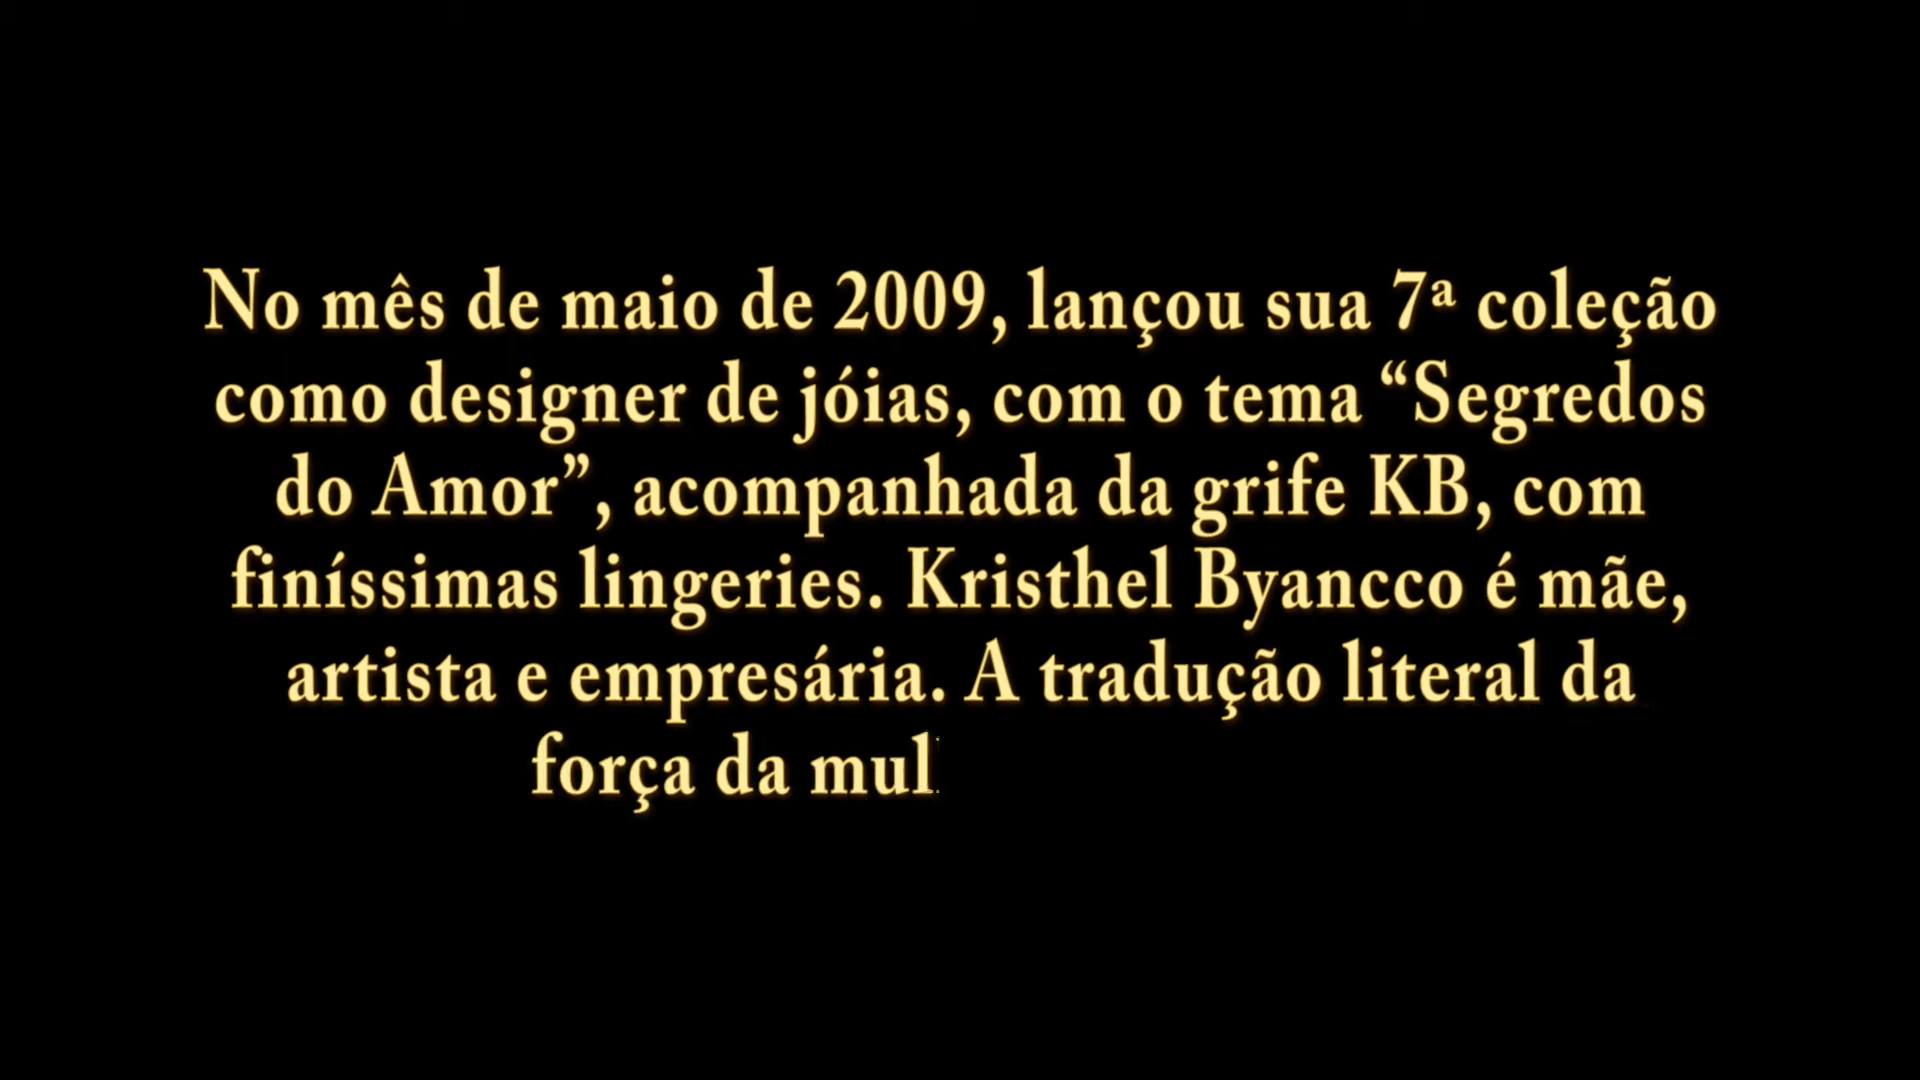 No mês de maio de 2009, lançou sua 7ª coleção
como designer de jóias, com o tema “Segredos
do Amor”, acompanhada da grife KB, com
finíssimas lingeries. Kristhel Byancco é mãe,
artista e empresária. A tradução literal da
força da mul